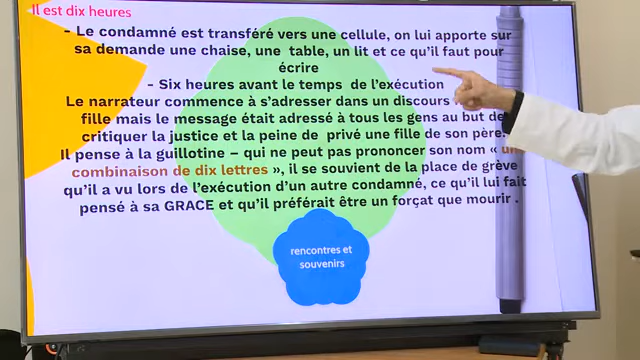 Il est dix heures
- Le condamné est transféré vers une cellule, on lui apporte sur
sa demande une chaise, une table, un lit et ce qu'il faut pour
écrire
- Six heures avant le temps de l'exécution
Le narrateur commence à s'adresser dans un discours
fille mais le message était adressé à tous les gens au but de
critiquer la justice et la peine de privé une fille de son père.
Il pense à la guillotine - qui ne peut pas prononcer son nom « un
combinaison de dix lettres », il se souvient de la place de grève
qu'il a vu lors de l'exécution d'un autre condamné, ce qu'il lui fait
pensé à sa GRACE et qu'il préférait être un forçat que mourir .
rencontres et
souvenirs